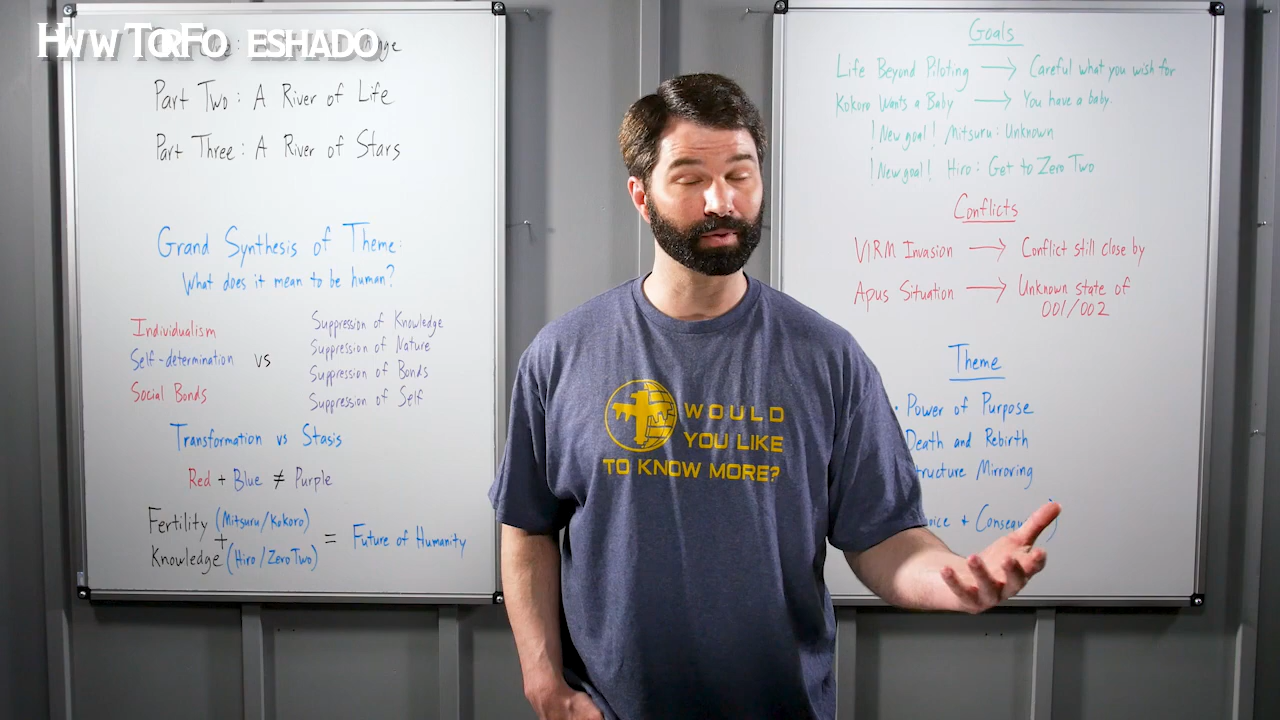 Part Two: A River of Life
Part Three: A River of Stars
Grand Synthesis of Theme:
What does it mean to be human?
Individualism
Self-determination vs
Social Bonds
Suppression of Knowledge
Suppression of Nature
Suppression of Bonds
Suppression of Self
Transformation vs Stasis
Red + Blue ≠ Purple
Fertility (Mitsuru/Kokoro)
+
Knowledge (Hiro/Zero Two)
= Future of Humanity
WOULD
YOU LIKE
TO KNOW MORE?
Goals
Life Beyond Piloting → Careful what you wish for
Kokoro Wants a Baby → You have a baby.
!New goal! Mitsuru: Unknown
!New goal! Hiro: Get to Zero Two
Conflicts
VIRM Invasion → Conflict still close by
Apus Situation → Unknown state of
001/002
Theme
• Power of Purpose
Death and Rebirth
Mirroring
+